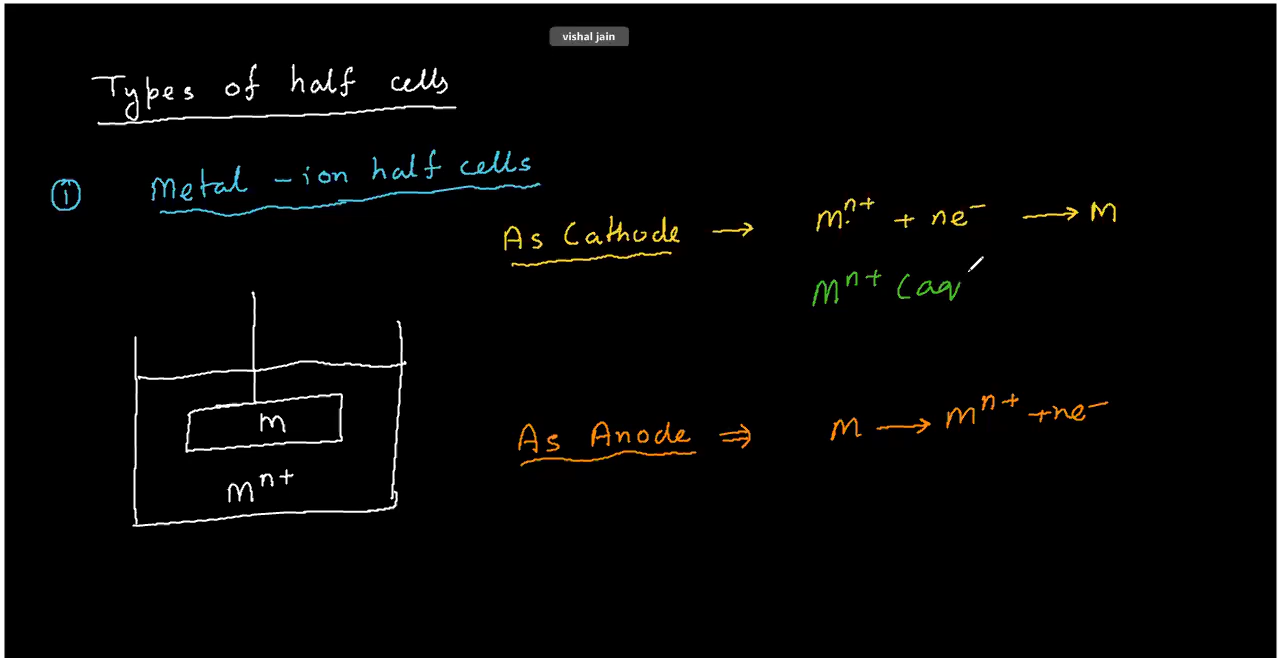 vishal jain
Types of half cells
① Metal - ion half cells
As Cathode → Mⁿ⁺ + ne⁻ → M
Mⁿ⁺ (aq
M
Mⁿ⁺
As Anode ⇒ M → Mⁿ⁺ + ne⁻